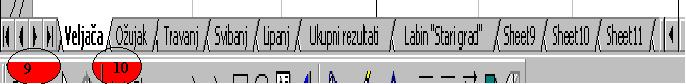 Veljača Ožujak Travanj Svibanj Lipanj Ukupni rezultati Labin "Stari grad" Sheet9 Sheet10 Sheet11
9 10